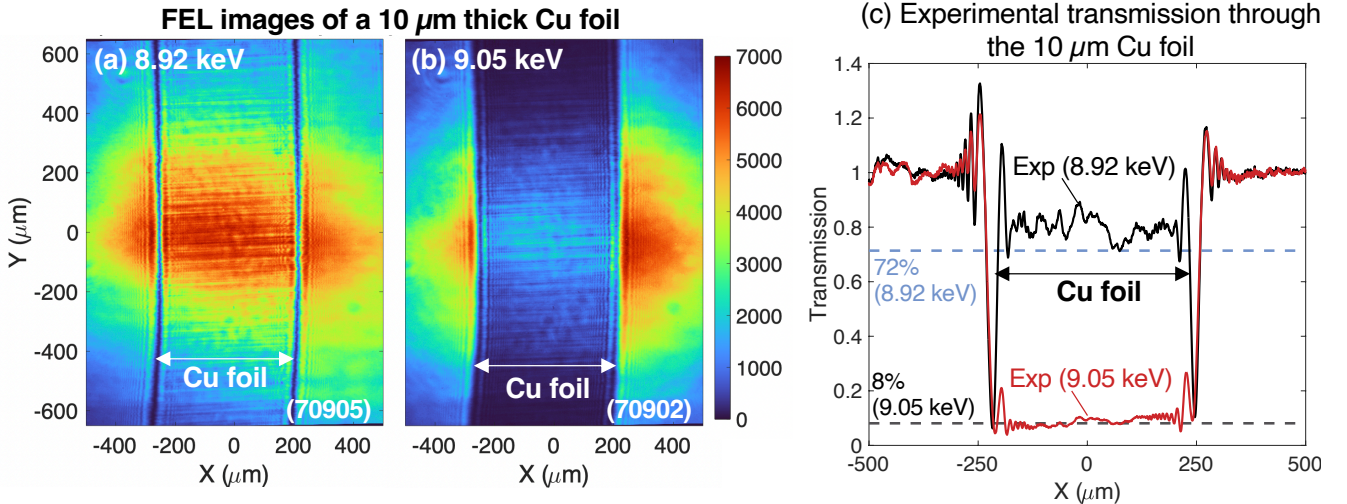 FEL images of a 10 μm thick Cu foil
(a) 8.92 keV
(b) 9.05 keV
600
400
200
0
-200
-400
-600
Y (μm)
Cu foil
(70905)
Cu foil
(70902)
-400 -200 0 200 400
X (μm)
-400 -200 0 200 400
X (μm)
7000
6000
5000
4000
3000
2000
1000
0
(c) Experimental transmission through
the 10 μm Cu foil
1.4
1.2
1
0.8
0.6
0.4
0.2
0
Transmission
Exp (8.92 keV)
72%
(8.92 keV)
Cu foil
Exp (9.05 keV)
8%
(9.05 keV)
-500 -250 0 250 500
X (μm)